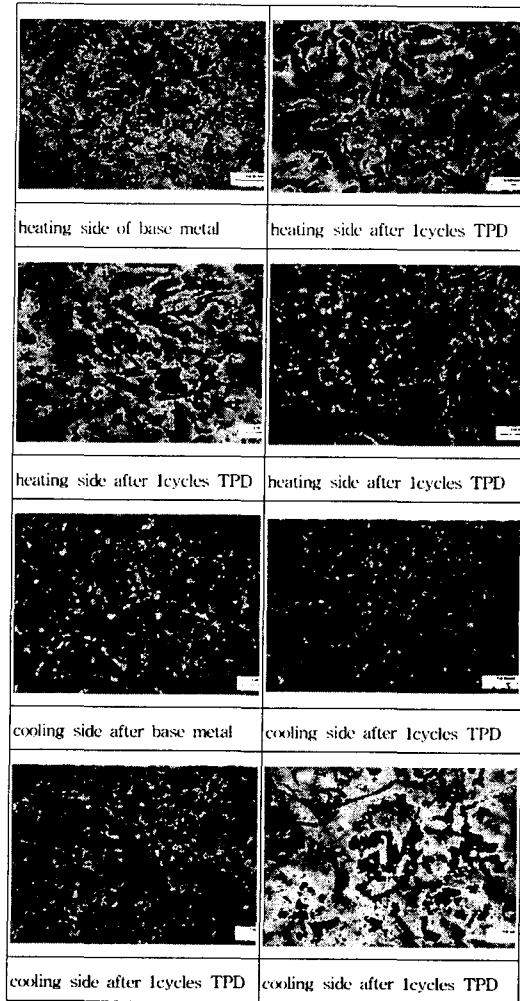 heating side of base metal
heating side after 1cycles TPD
heating side after 1cycles TPD
heating side after 1cycles TPD
cooling side after base metal
cooling side after 1cycles TPD
cooling side after 1cycles TPD
cooling side after 1cycles TPD